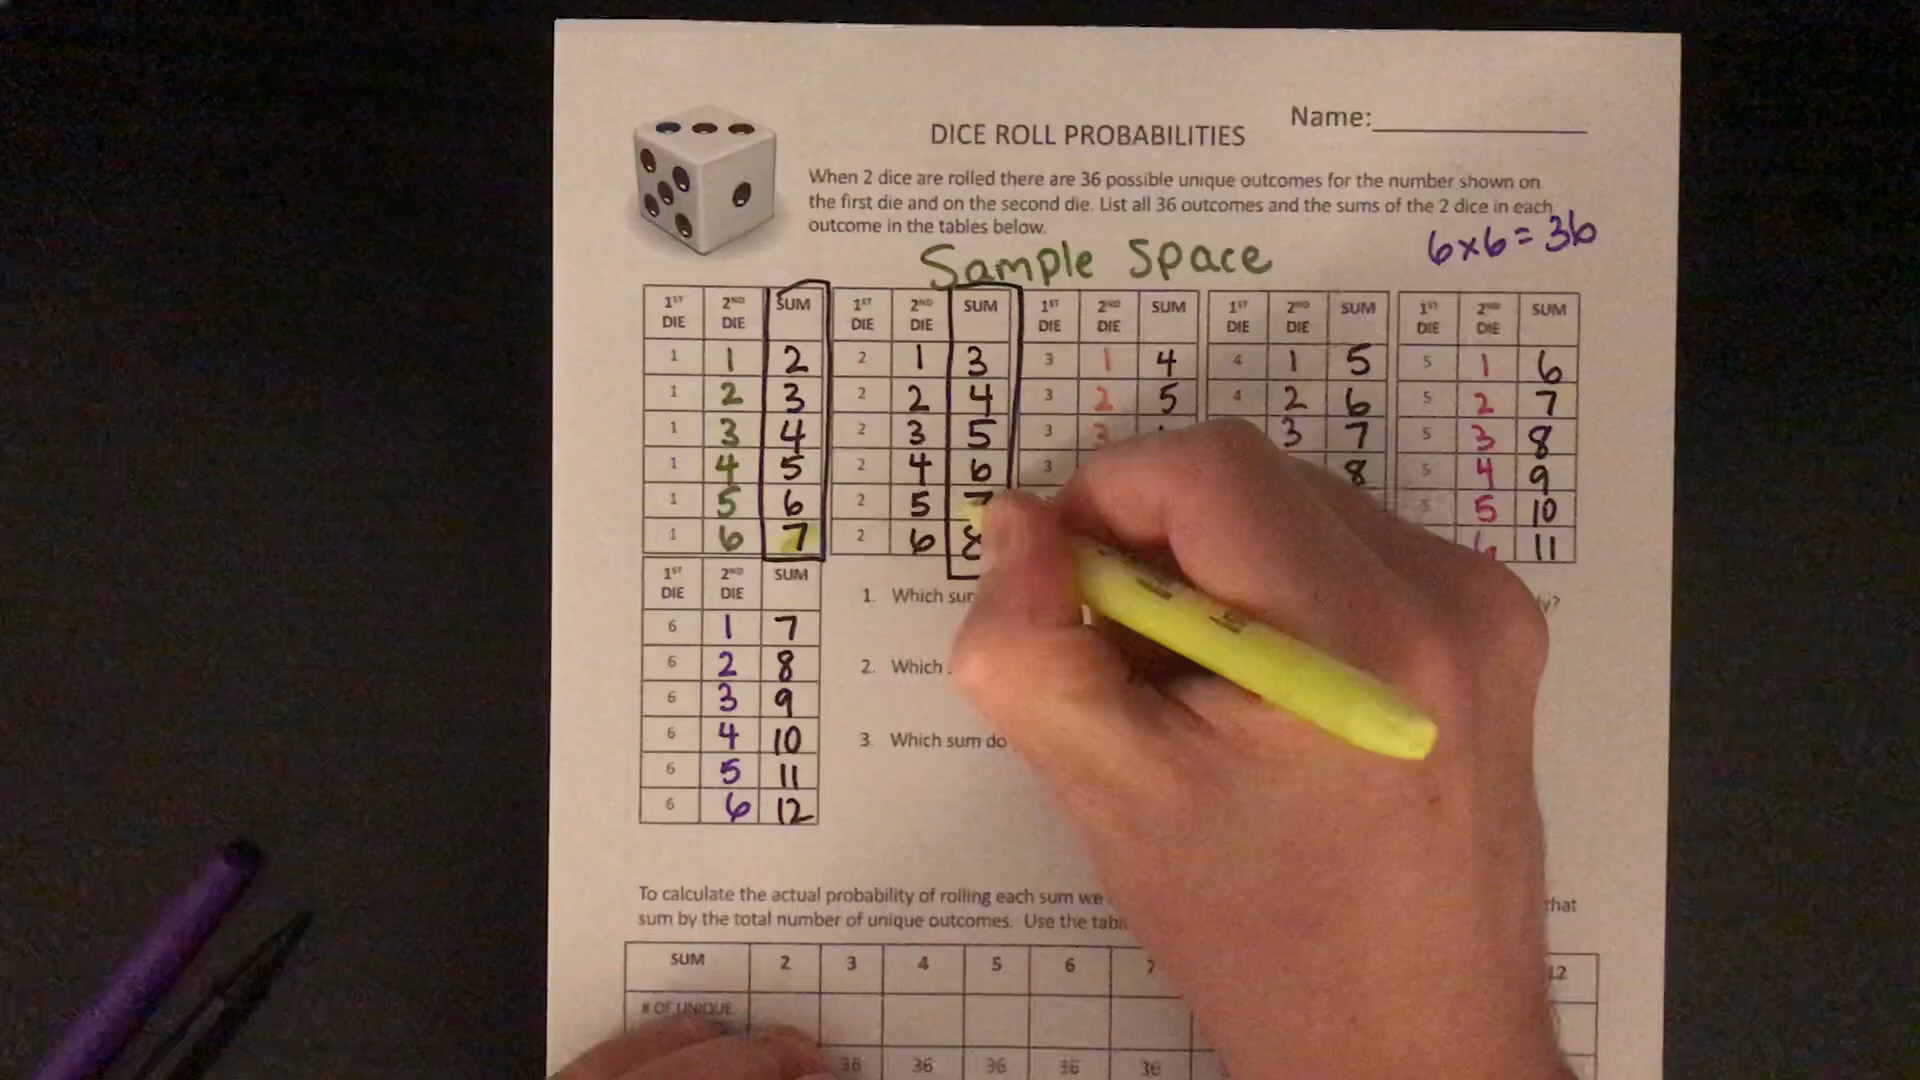 Name:
DICE ROLL PROBABILITIES
When 2 dice are rolled there are 36 possible unique outcomes for the number shown on
the first die and on the second die. List all 36 outcomes and the sums of the 2 dice in each
outcome in the tables below.
6x6=36
Sample Space
1ST DIE 2ND DIE SUM 1ST DIE 2ND DIE SUM 1ST DIE 2ND DIE SUM 1ST DIE 2ND DIE SUM 1ST DIE 2ND DIE SUM
1 1 2 2 1 3 3 1 4 4 1 5 5 1 6
1 2 3 2 2 4 3 2 5 4 2 6 5 2 7
1 3 4 2 3 5 3 3 3 7 5 3 8
1 4 5 2 4 6 3 8 5 4 9
1 5 6 2 5 7 5 5 10
1 6 7 2 6 8 11
1ST DIE 2ND DIE SUM
6 1 7
6 2 8
6 3 9
6 4 10
6 5 11
6 6 12
1. Which
2. Which
3. Which sum do
To calculate the actual probability of rolling each sum we that
sum by the total number of unique outcomes. Use the
SUM 2 3 4 5 6 7 12
# OF UNIQUE
36 36 36 36 36